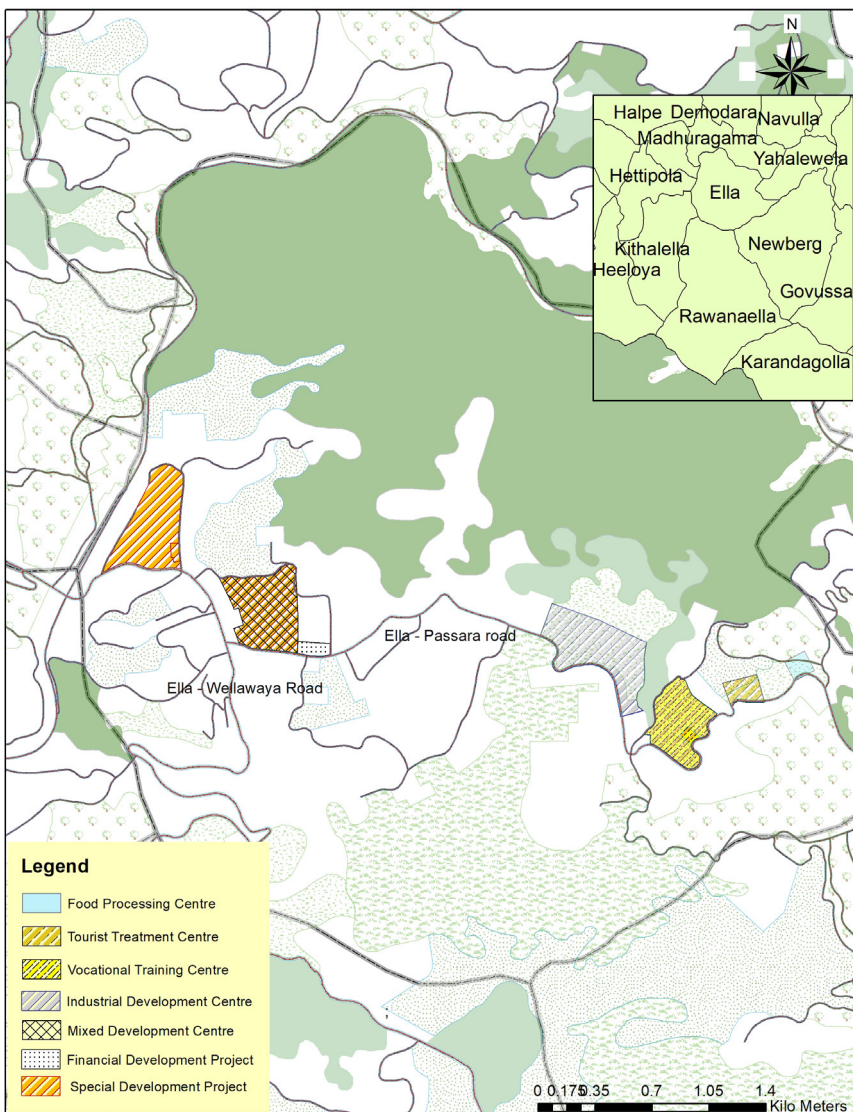 N
Halpe Demodara
Navulla
Madhuragama
Yahalewela
Hettipola
Ella
Kithalella
Newberg
Heeloya
Govussa
Rawanaella
Karandagolla
Ella - Passara road
Ella - Wellawaya Road
Legend
Food Processing Centre
Tourist Treatment Centre
Vocational Training Centre
Industrial Development Centre
Mixed Development Centre
Financial Development Project
Special Development Project
0 0.175 0.35 0.7 1.05 1.4
Kilo Meters